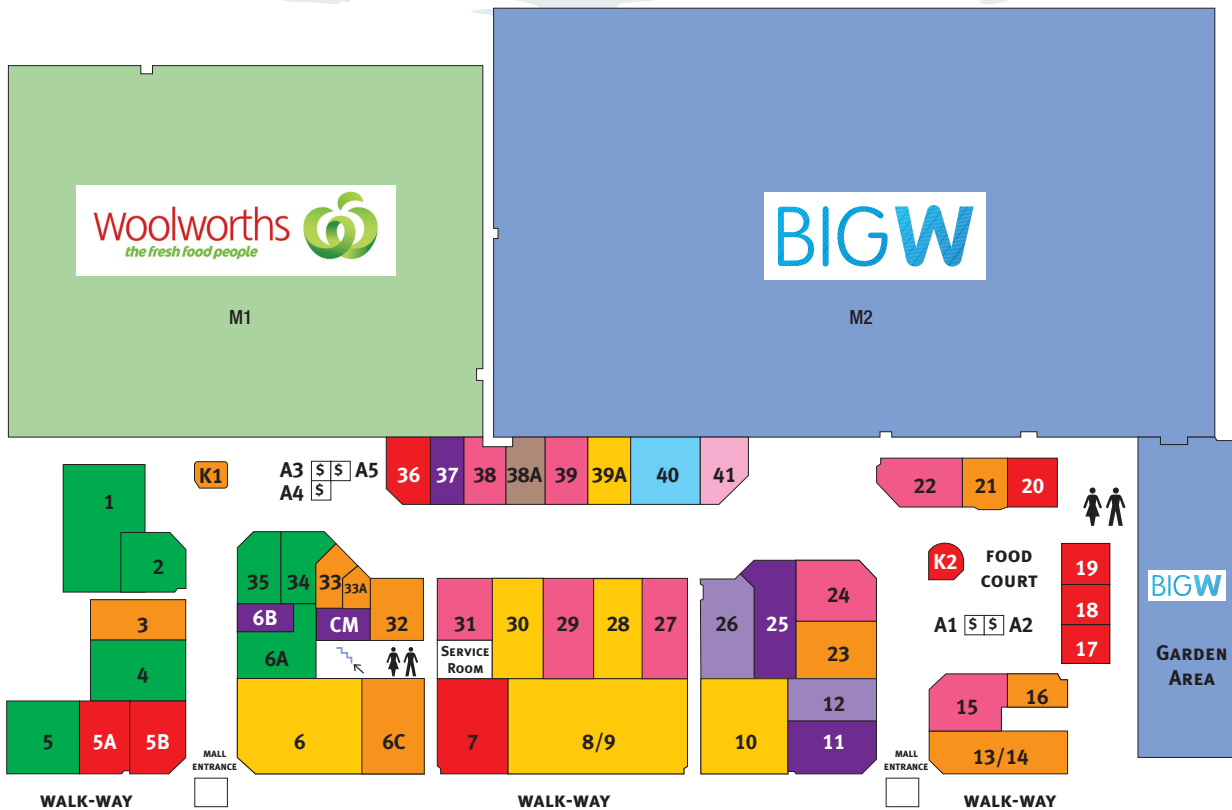 Woolworths
the fresh food people
M1
BIGW
M2
K1
A3 $ $ A5
A4 $
36
37
38
38A
39
39A
40
41
22
21
20
1
2
35
34
33
33A
32
6B
CM
6A
31
SERVICE
ROOM
30
29
28
27
26
25
24
23
12
11
K2
FOOD
COURT
19
18
17
A1 $ $ A2
BIGW
GARDEN
AREA
3
4
5
5A
5B
6
6C
7
8/9
10
15
16
13/14
MALL
ENTRANCE
MALL
ENTRANCE
WALK-WAY
WALK-WAY
WALK-WAY